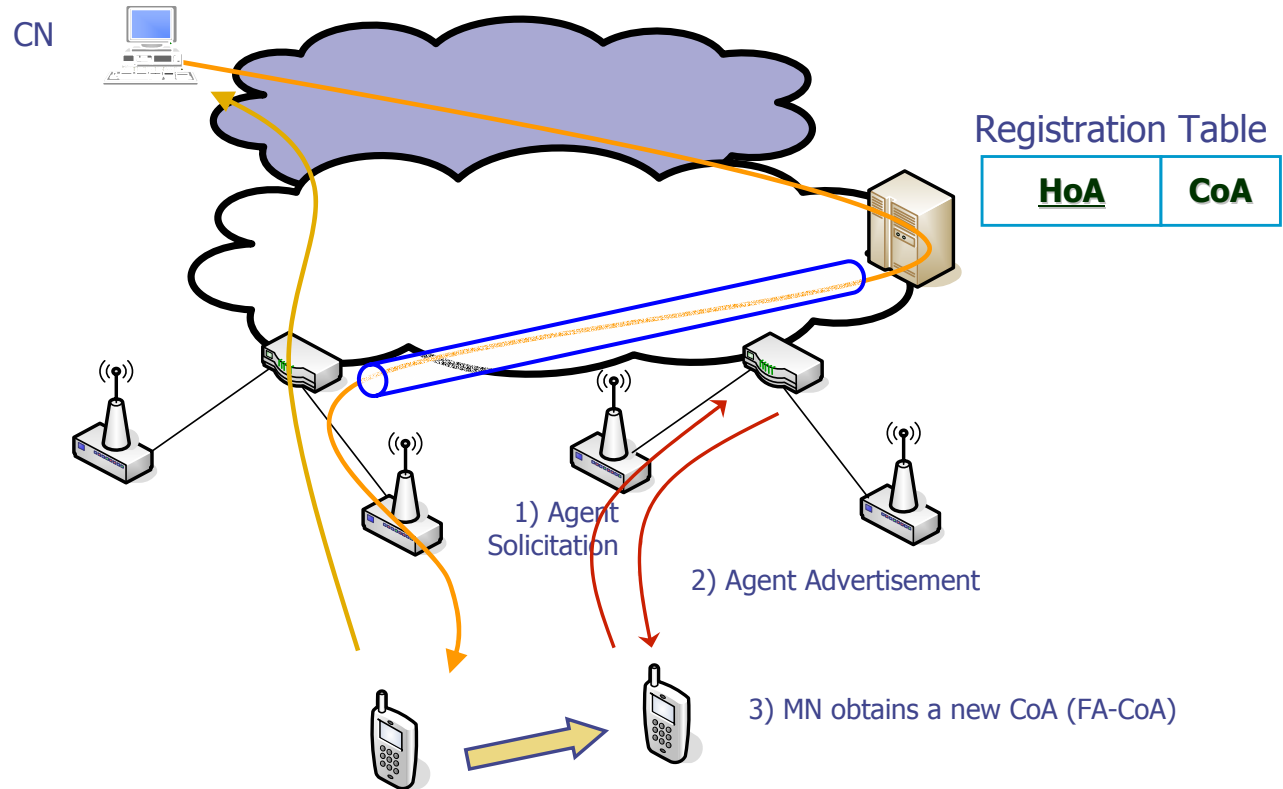 CN
Registration Table
HoA CoA
1) Agent
Solicitation
2) Agent Advertisement
3) MN obtains a new CoA (FA-CoA)